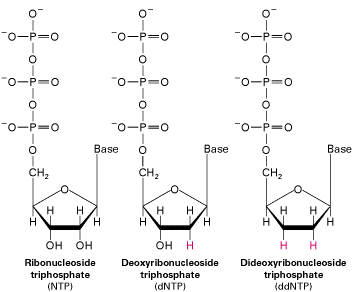 O⁻ O⁻ O⁻
⁻O P O ⁻O P O ⁻O P O
O O O
⁻O P O ⁻O P O ⁻O P O
O O O
⁻O P O ⁻O P O ⁻O P O
O Base O Base O Base
CH₂ CH₂ CH₂
O O O
H H H H H H H H H H H H
OH OH OH H H H
Ribonucleoside
triphosphate
(NTP)
Deoxyribonucleoside
triphosphate
(dNTP)
Dideoxyribonucleoside
triphosphate
(ddNTP)